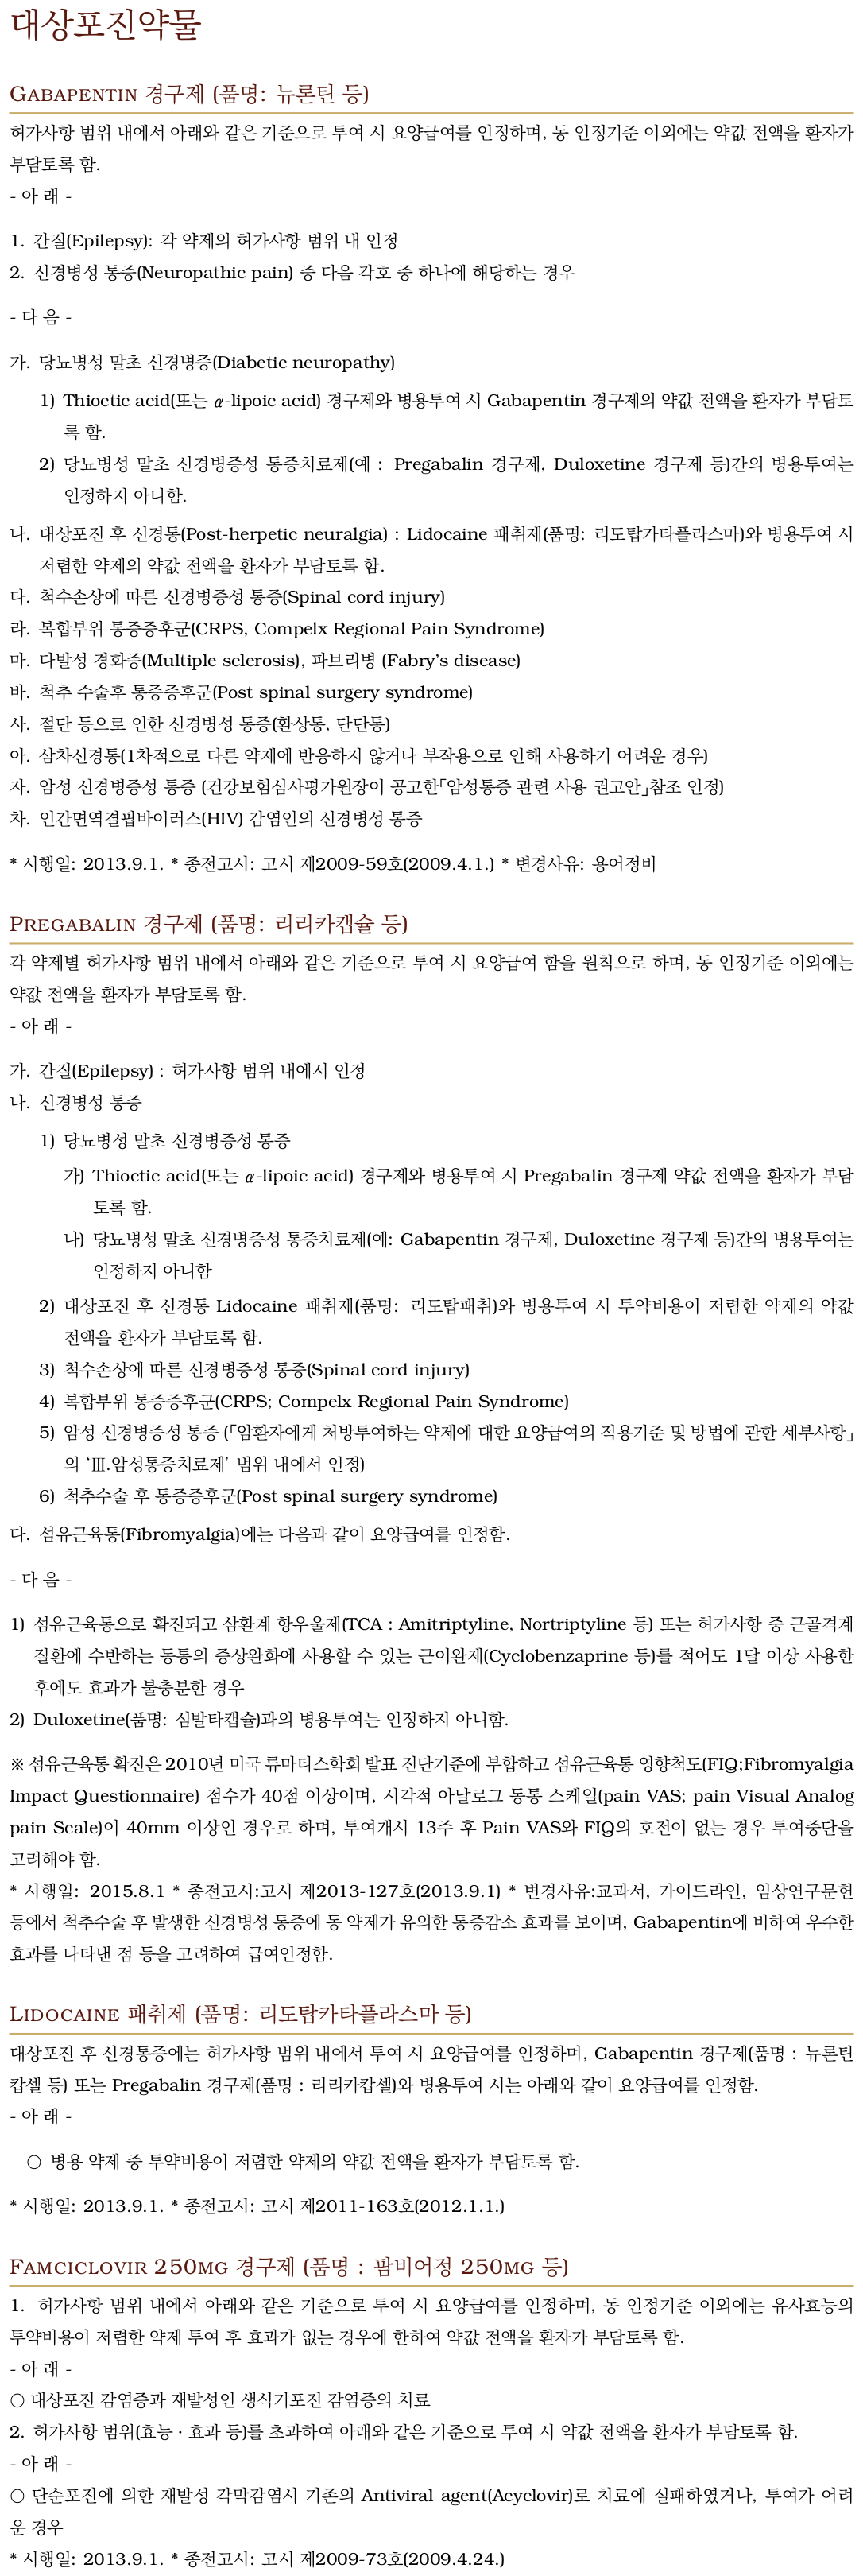 대상포진약물
GABAPENTIN 경구제 (품명: 뉴론틴 등)
허가사항 범위 내에서 아래와 같은 기준으로 투여 시 요양급여를 인정하며, 동 인정기준 이외에는 약값 전액을 환자가
부담토록 함.
- 아 래 -
1. 간질(Epilepsy): 각 약제의 허가사항 범위 내 인정
2. 신경병성 통증(Neuropathic pain) 중 다음 각호 중 하나에 해당하는 경우
- 다 음 -
가. 당뇨병성 말초 신경병증(Diabetic neuropathy)
1) Thioctic acid(또는 α-lipoic acid) 경구제와 병용투여 시 Gabapentin 경구제의 약값 전액을 환자가 부담토
록 함.
2) 당뇨병성 말초 신경병증성 통증치료제(예 : Pregabalin 경구제, Duloxetine 경구제 등)간의 병용투여는
인정하지 아니함.
나. 대상포진 후 신경통(Post-herpetic neuralgia) : Lidocaine 패취제(품명: 리도탑카타플라스마)와 병용투여 시
저렴한 약제의 약값 전액을 환자가 부담토록 함.
다. 척수손상에 따른 신경병증성 통증(Spinal cord injury)
라. 복합부위 통증증후군(CRPS, Compelx Regional Pain Syndrome)
마. 다발성 경화증(Multiple sclerosis), 파브리병 (Fabry’s disease)
바. 척추 수술후 통증증후군(Post spinal surgery syndrome)
사. 절단 등으로 인한 신경병성 통증(환상통, 단단통)
아. 삼차신경통(1차적으로 다른 약제에 반응하지 않거나 부작용으로 인해 사용하기 어려운 경우)
자. 암성 신경병증성 통증 (건강보험심사평가원장이 공고한「암성통증 관련 사용 권고안」참조 인정)
차. 인간면역결핍바이러스(HIV) 감염인의 신경병성 통증
* 시행일: 2013.9.1. * 종전고시: 고시 제2009-59호(2009.4.1.) * 변경사유: 용어정비
PREGABALIN 경구제 (품명: 리리카캡슐 등)
각 약제별 허가사항 범위 내에서 아래와 같은 기준으로 투여 시 요양급여 함을 원칙으로 하며, 동 인정기준 이외에는
약값 전액을 환자가 부담토록 함.
- 아 래 -
가. 간질(Epilepsy) : 허가사항 범위 내에서 인정
나. 신경병성 통증
1) 당뇨병성 말초 신경병증성 통증
가) Thioctic acid(또는 α-lipoic acid) 경구제와 병용투여 시 Pregabalin 경구제 약값 전액을 환자가 부담
토록 함.
나) 당뇨병성 말초 신경병증성 통증치료제(예: Gabapentin 경구제, Duloxetine 경구제 등)간의 병용투여는
인정하지 아니함
2) 대상포진 후 신경통 Lidocaine 패취제(품명: 리도탑패취)와 병용투여 시 투약비용이 저렴한 약제의 약값
전액을 환자가 부담토록 함.
3) 척수손상에 따른 신경병증성 통증(Spinal cord injury)
4) 복합부위 통증증후군(CRPS; Compelx Regional Pain Syndrome)
5) 암성 신경병증성 통증 (「암환자에게 처방투여하는 약제에 대한 요양급여의 적용기준 및 방법에 관한 세부사항」
의 ‘Ⅲ.암성통증치료제’ 범위 내에서 인정)
6) 척추수술 후 통증증후군(Post spinal surgery syndrome)
다. 섬유근육통(Fibromyalgia)에는 다음과 같이 요양급여를 인정함.
- 다 음 -
1) 섬유근육통으로 확진되고 삼환계 항우울제(TCA : Amitriptyline, Nortriptyline 등) 또는 허가사항 중 근골격계
질환에 수반하는 동통의 증상완화에 사용할 수 있는 근이완제(Cyclobenzaprine 등)를 적어도 1달 이상 사용한
후에도 효과가 불충분한 경우
2) Duloxetine(품명: 심발타캡슐)과의 병용투여는 인정하지 아니함.
※ 섬유근육통 확진은 2010년 미국 류마티스학회 발표 진단기준에 부합하고 섬유근육통 영향척도(FIQ;Fibromyalgia
Impact Questionnaire) 점수가 40점 이상이며, 시각적 아날로그 동통 스케일(pain VAS; pain Visual Analog
pain Scale)이 40mm 이상인 경우로 하며, 투여개시 13주 후 Pain VAS와 FIQ의 호전이 없는 경우 투여중단을
고려해야 함.
* 시행일: 2015.8.1 * 종전고시:고시 제2013-127호(2013.9.1) * 변경사유:교과서, 가이드라인, 임상연구문헌
등에서 척추수술 후 발생한 신경병성 통증에 동 약제가 유의한 통증감소 효과를 보이며, Gabapentin에 비하여 우수한
효과를 나타낸 점 등을 고려하여 급여인정함.
LIDOCAINE 패취제 (품명: 리도탑카타플라스마 등)
대상포진 후 신경통증에는 허가사항 범위 내에서 투여 시 요양급여를 인정하며, Gabapentin 경구제(품명 : 뉴론틴
캅셀 등) 또는 Pregabalin 경구제(품명 : 리리카캅셀)와 병용투여 시는 아래와 같이 요양급여를 인정함.
- 아 래 -
○ 병용 약제 중 투약비용이 저렴한 약제의 약값 전액을 환자가 부담토록 함.
* 시행일: 2013.9.1. * 종전고시: 고시 제2011-163호(2012.1.1.)
FAMCICLOVIR 250MG 경구제 (품명 : 팜비어정 250MG 등)
1. 허가사항 범위 내에서 아래와 같은 기준으로 투여 시 요양급여를 인정하며, 동 인정기준 이외에는 유사효능의
투약비용이 저렴한 약제 투여 후 효과가 없는 경우에 한하여 약값 전액을 환자가 부담토록 함.
- 아 래 -
○ 대상포진 감염증과 재발성인 생식기포진 감염증의 치료
2. 허가사항 범위(효능 · 효과 등)를 초과하여 아래와 같은 기준으로 투여 시 약값 전액을 환자가 부담토록 함.
- 아 래 -
○ 단순포진에 의한 재발성 각막감염시 기존의 Antiviral agent(Acyclovir)로 치료에 실패하였거나, 투여가 어려
운 경우
* 시행일: 2013.9.1. * 종전고시: 고시 제2009-73호(2009.4.24.)